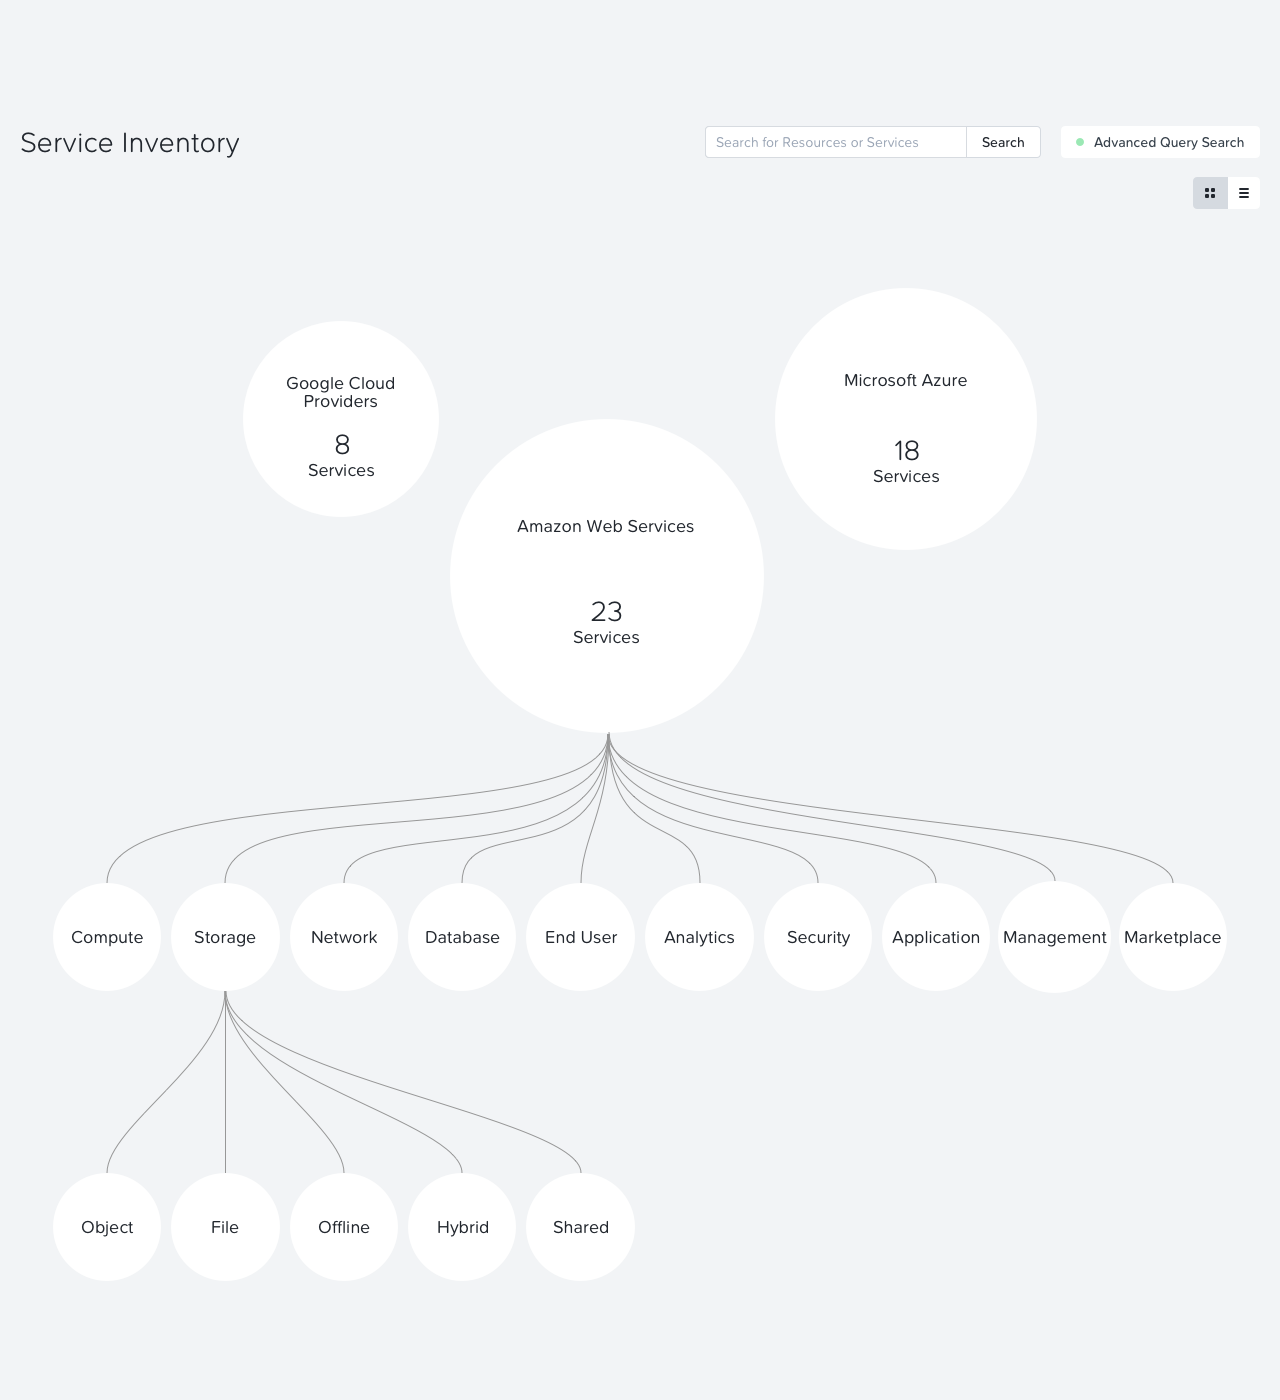 Service Inventory
Search for Resources or Services
Search
Advanced Query Search
Google Cloud
Providers
8
Services
Microsoft Azure
18
Services
Amazon Web Services
23
Services
Compute
Storage
Network
Database
End User
Analytics
Security
Application
Management
Marketplace
Object
File
Offline
Hybrid
Shared